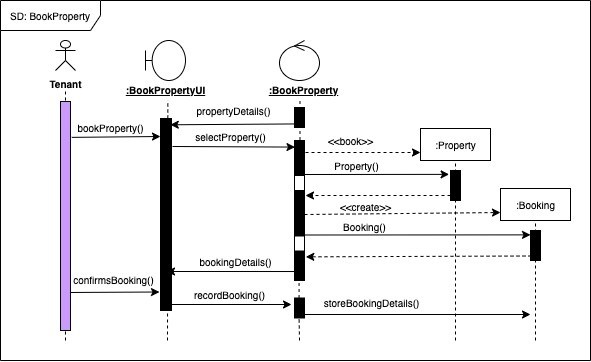 SD: BookProperty
Tenant
:BookPropertyUI
:BookProperty
propertyDetails()
bookProperty()
selectProperty()
<<book>>
:Property
Property()
<<create>>
:Booking
Booking()
bookingDetails()
confirmsBooking()
recordBooking()
storeBookingDetails()